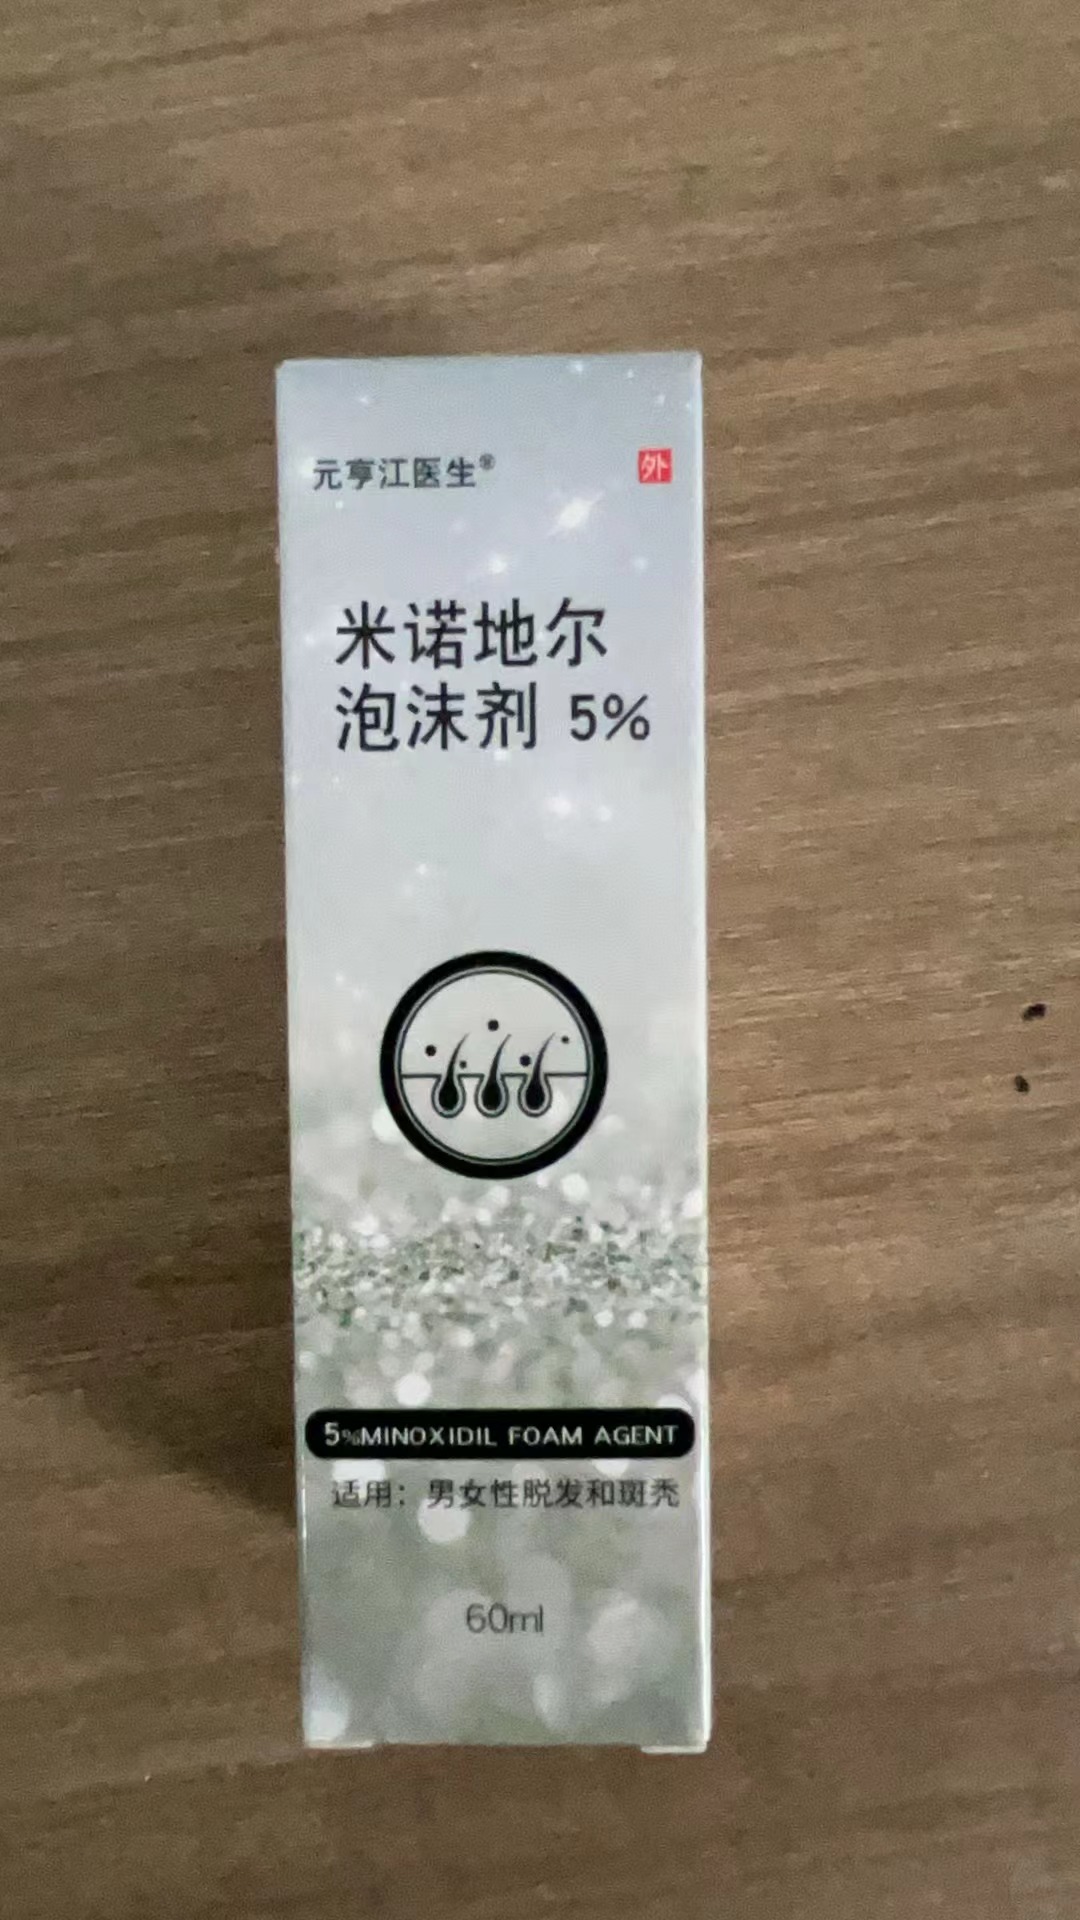 元亨江医生®
外
米诺地尔
泡沫剂 5%
5%MINOXIDIL FOAM AGENT
适用：男女性脱发和斑秃
60ml